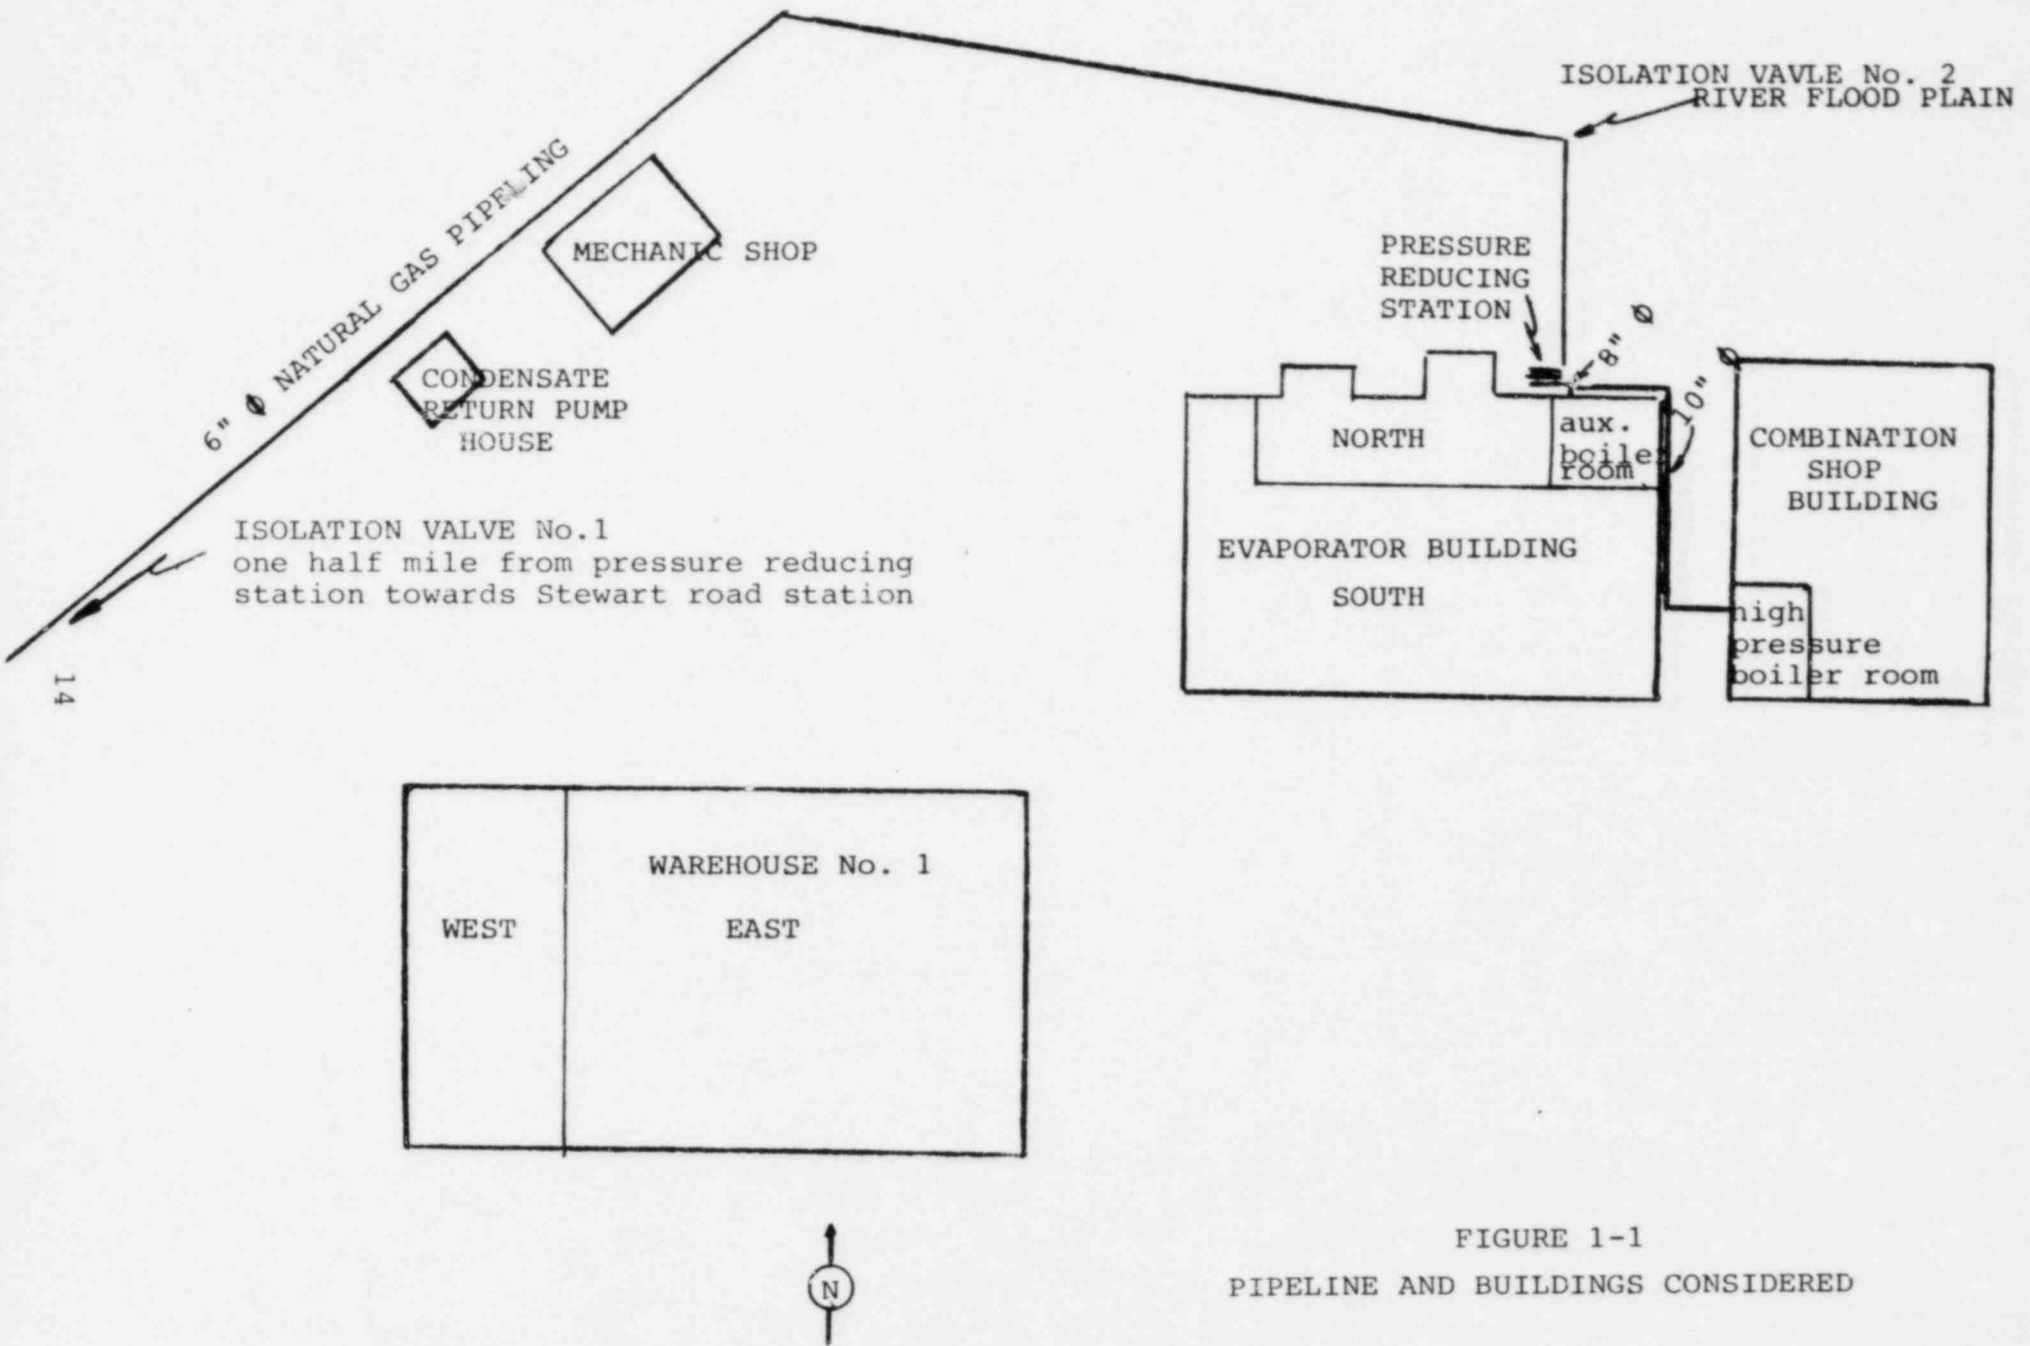 ISOLATION VAVLE No. 2
RIVER FLOOD PLAIN
6" Ø NATURAL GAS PIPELING
MECHANIC SHOP
PRESSURE
REDUCING
STATION
8" Ø
10" Ø
CONDENSATE
RETURN PUMP
HOUSE
NORTH
aux.
boiler
room
COMBINATION
SHOP
BUILDING
ISOLATION VALVE No.1
one half mile from pressure reducing
station towards Stewart road station
EVAPORATOR BUILDING
SOUTH
high
pressure
boiler room
14
WAREHOUSE No. 1
WEST
EAST
N
FIGURE 1-1
PIPELINE AND BUILDINGS CONSIDERED